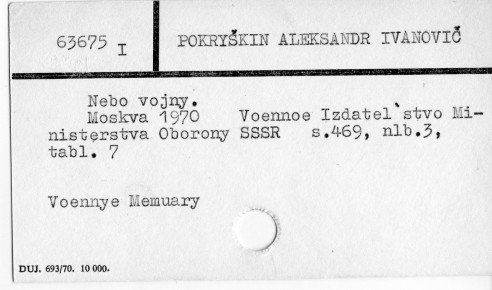 63675 I
POKRYŠKIN ALEKSANDR IVANOVIČ
Nebo vojny.
Moskva 1970 Voennoe Izdatel`stvo Mi-
nisterstva Oborony SSSR s.469, nlb.3,
tabl. 7
Voennye Memuary
DUJ. 693/70. 10 000.